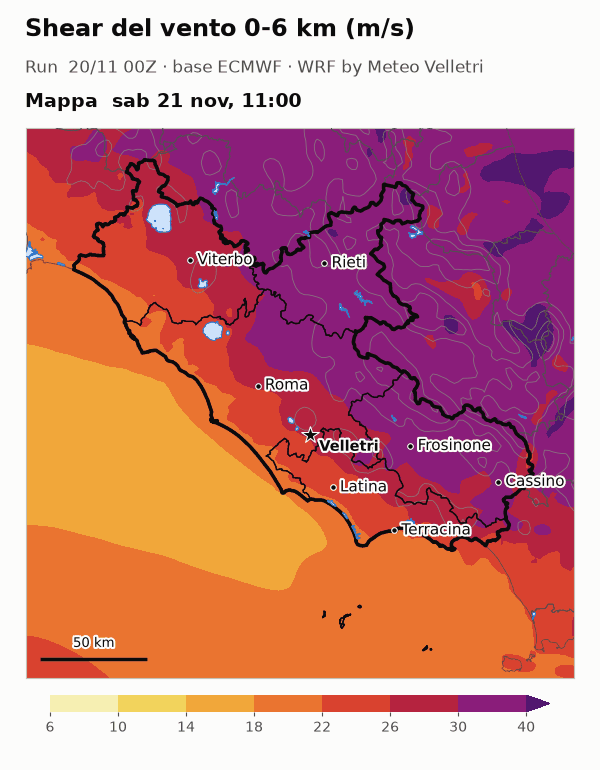 Shear del vento 0-6 km (m/s)
Run 20/11 00Z · base ECMWF · WRF by Meteo Velletri
Mappa sab 21 nov, 11:00
Viterbo
Rieti
Roma
Velletri
Frosinone
Cassino
Latina
Terracina
50 km
6 10 14 18 22 26 30 40